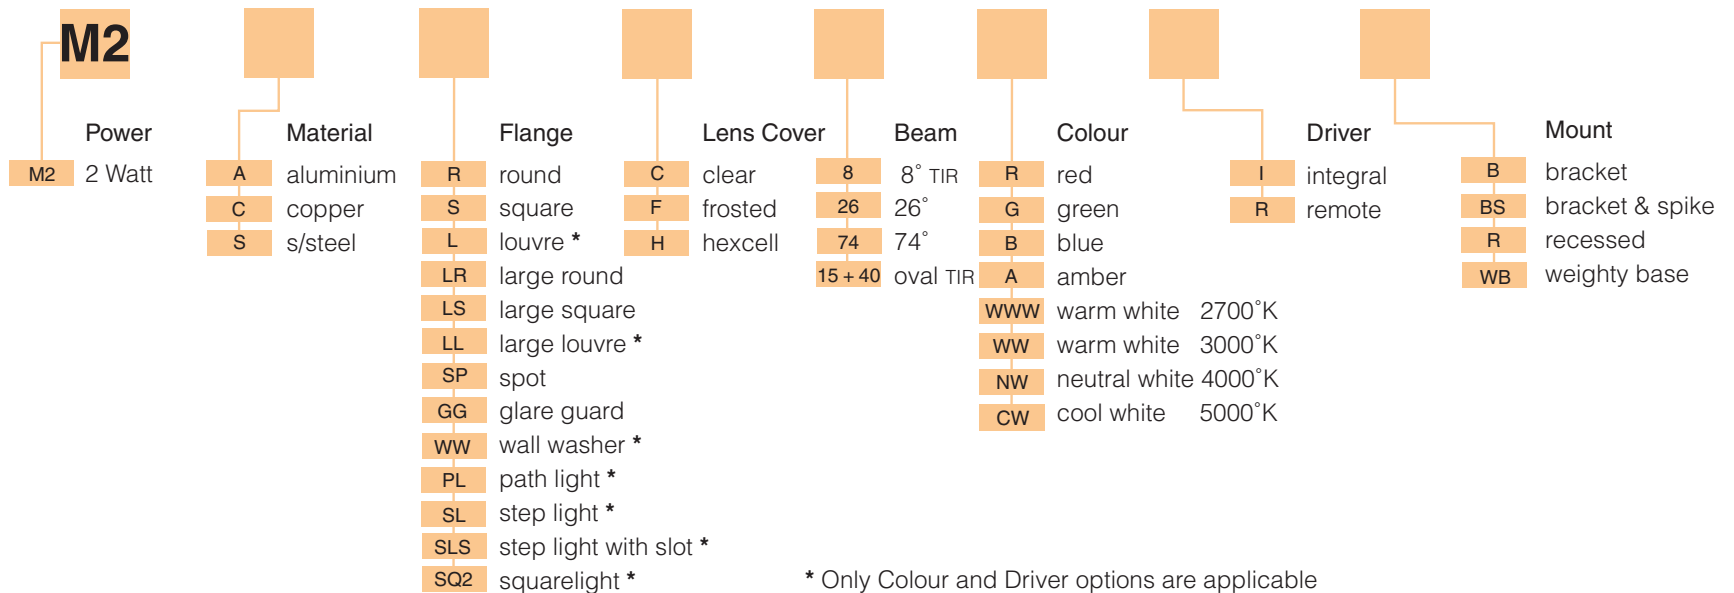 M2
Power
M2 2 Watt
Material
A aluminium
C copper
S s/steel
Flange
R round
S square
L louvre *
LR large round
LS large square
LL large louvre *
SP spot
GG glare guard
WW wall washer *
PL path light *
SL step light *
SLS step light with slot *
SQ2 squarelight *
Lens Cover
C clear
F frosted
H hexcell
Beam
8 8° TIR
26 26°
74 74°
15 + 40 oval TIR
Colour
R red
G green
B blue
A amber
WWW warm white 2700°K
WW warm white 3000°K
NW neutral white 4000°K
CW cool white 5000°K
Driver
I integral
R remote
Mount
B bracket
BS bracket & spike
R recessed
WB weighty base
* Only Colour and Driver options are applicable